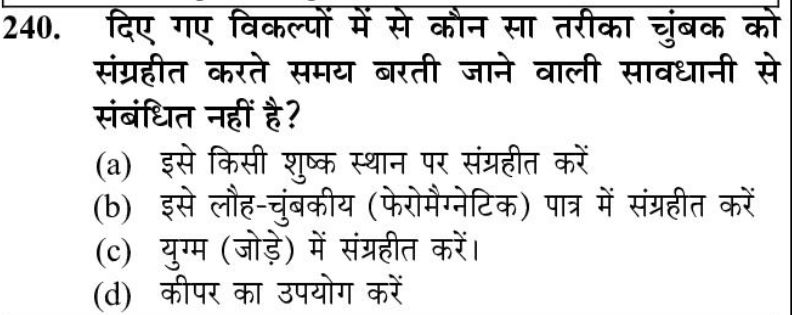 240. दिए गए विकल्पों में से कौन सा तरीका चुंबक को
संग्रहीत करते समय बरती जाने वाली सावधानी से
संबंधित नहीं है?
(a) इसे किसी शुष्क स्थान पर संग्रहीत करें
(b) इसे लौह-चुंबकीय (फेरोमैग्नेटिक) पात्र में संग्रहीत करें
(c) युग्म (जोड़े) में संग्रहीत करें।
(d) कीपर का उपयोग करें